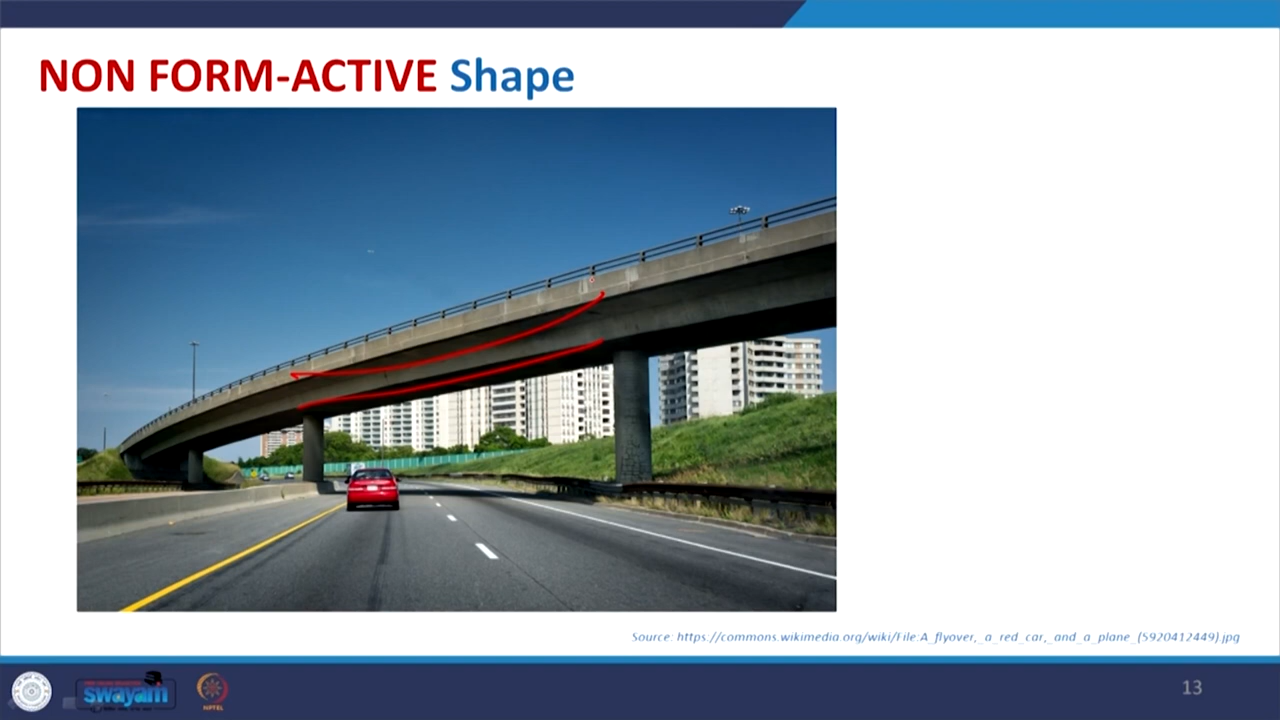 NON FORM-ACTIVE Shape
Source: https://commons.wikimedia.org/wiki/File:A_flyover,_a_red_car,_and_a_plane_(5920412449).jpg
swayam
NPTEL
13